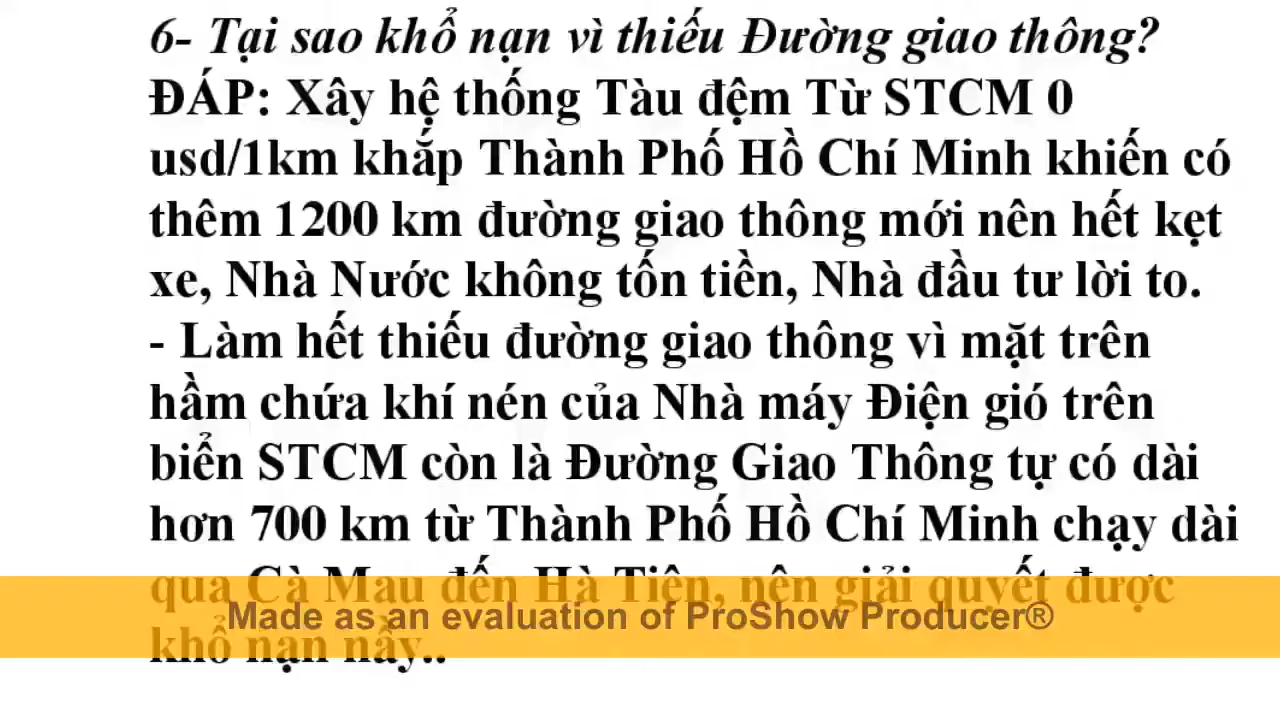 6- Tại sao khổ nạn vì thiếu Đường giao thông?
ĐÁP: Xây hệ thống Tàu đệm Từ STCM 0
usd/1km khắp Thành Phố Hồ Chí Minh khiến có
thêm 1200 km đường giao thông mới nên hết kẹt
xe, Nhà Nước không tốn tiền, Nhà đầu tư lời to.
- Làm hết thiếu đường giao thông vì mặt trên
hầm chứa khí nén của Nhà máy Điện gió trên
biển STCM còn là Đường Giao Thông tự có dài
hơn 700 km từ Thành Phố Hồ Chí Minh chạy dài
qua Cà Mau đến Hà Tiên, nên giải quyết được
Made as an evaluation of ProShow Producer®
khổ nạn nầy..